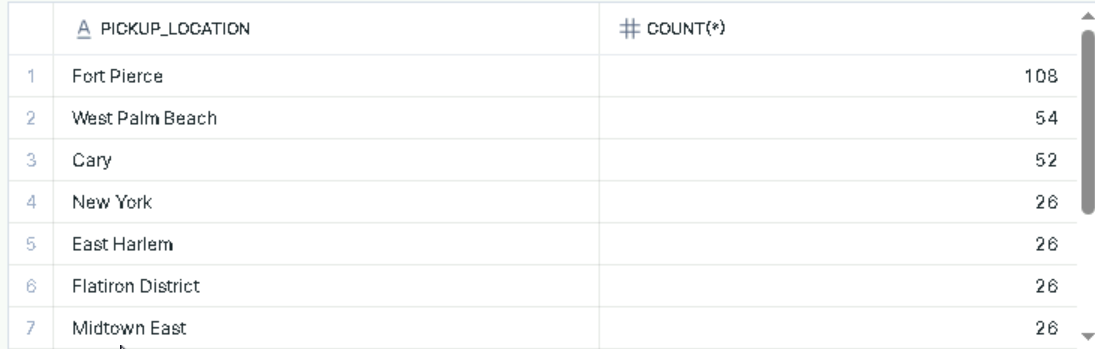 PICKUP_LOCATION COUNT(*)
1 Fort Pierce 108
2 West Palm Beach 54
3 Cary 52
4 New York 26
5 East Harlem 26
6 Flatiron District 26
7 Midtown East 26